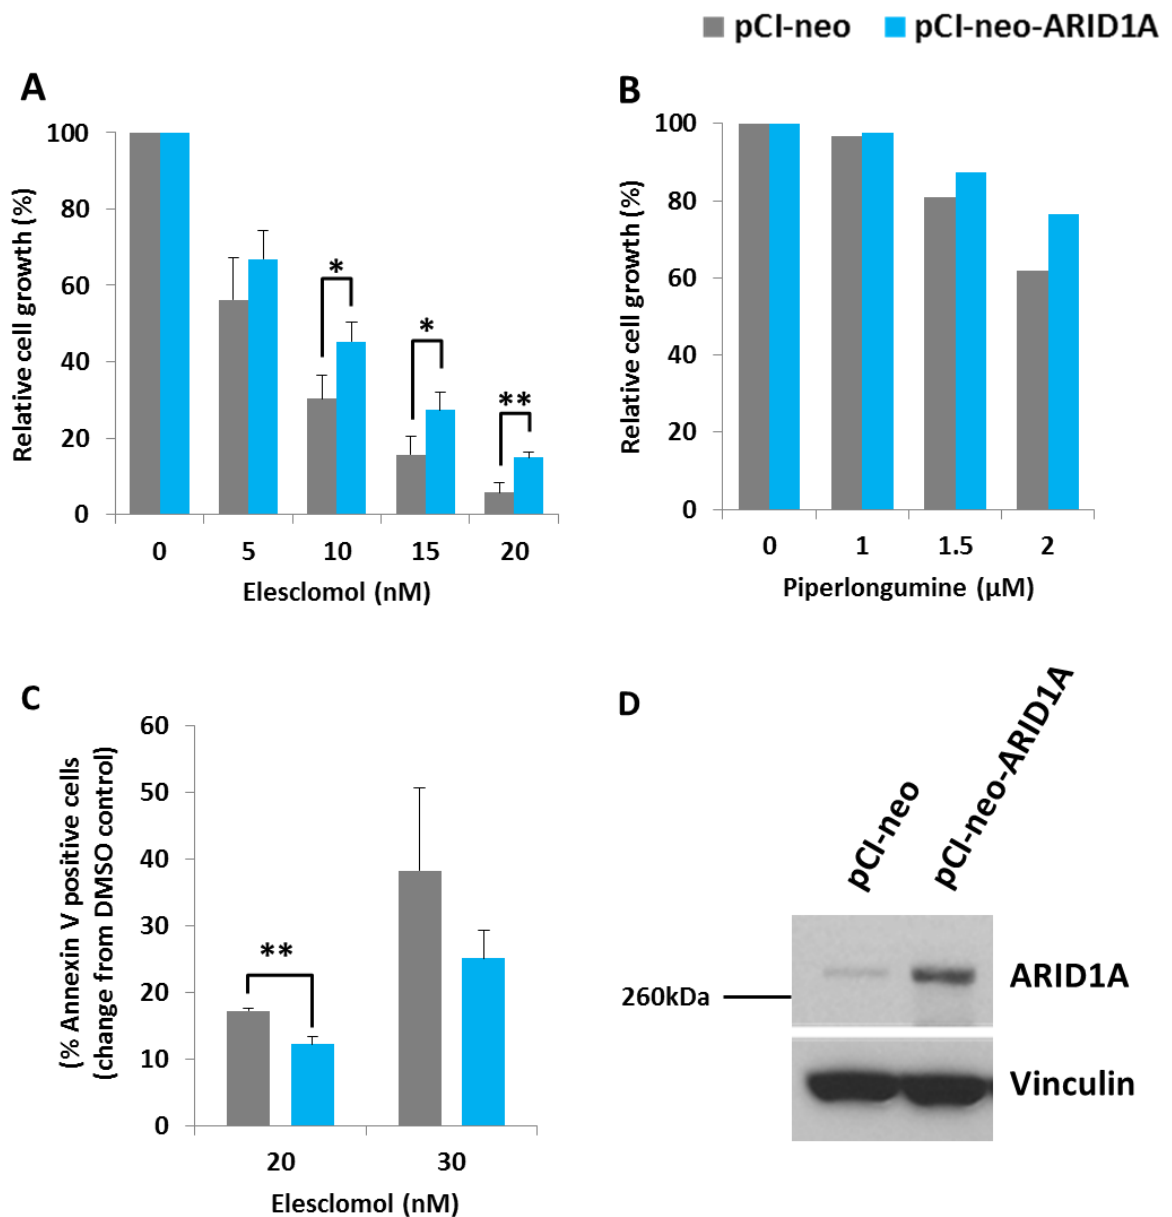 pCI-neo pCI-neo-ARID1A
A
Relative cell growth (%)
100
80
60
40
20
0
*
*
**
0 5 10 15 20
Elesclomol (nM)
B
Relative cell growth (%)
100
80
60
40
20
0
0 1 1.5 2
Piperlongumine (μM)
C
(% Annexin V positive cells
(change from DMSO control)
60
50
40
30
20
10
0
**
20 30
Elesclomol (nM)
D
pCI-neo
pCI-neo-ARID1A
260kDa
ARID1A
Vinculin